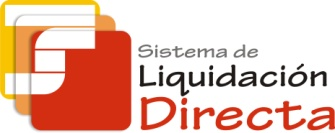 Sistema de
Liquidación
Directa